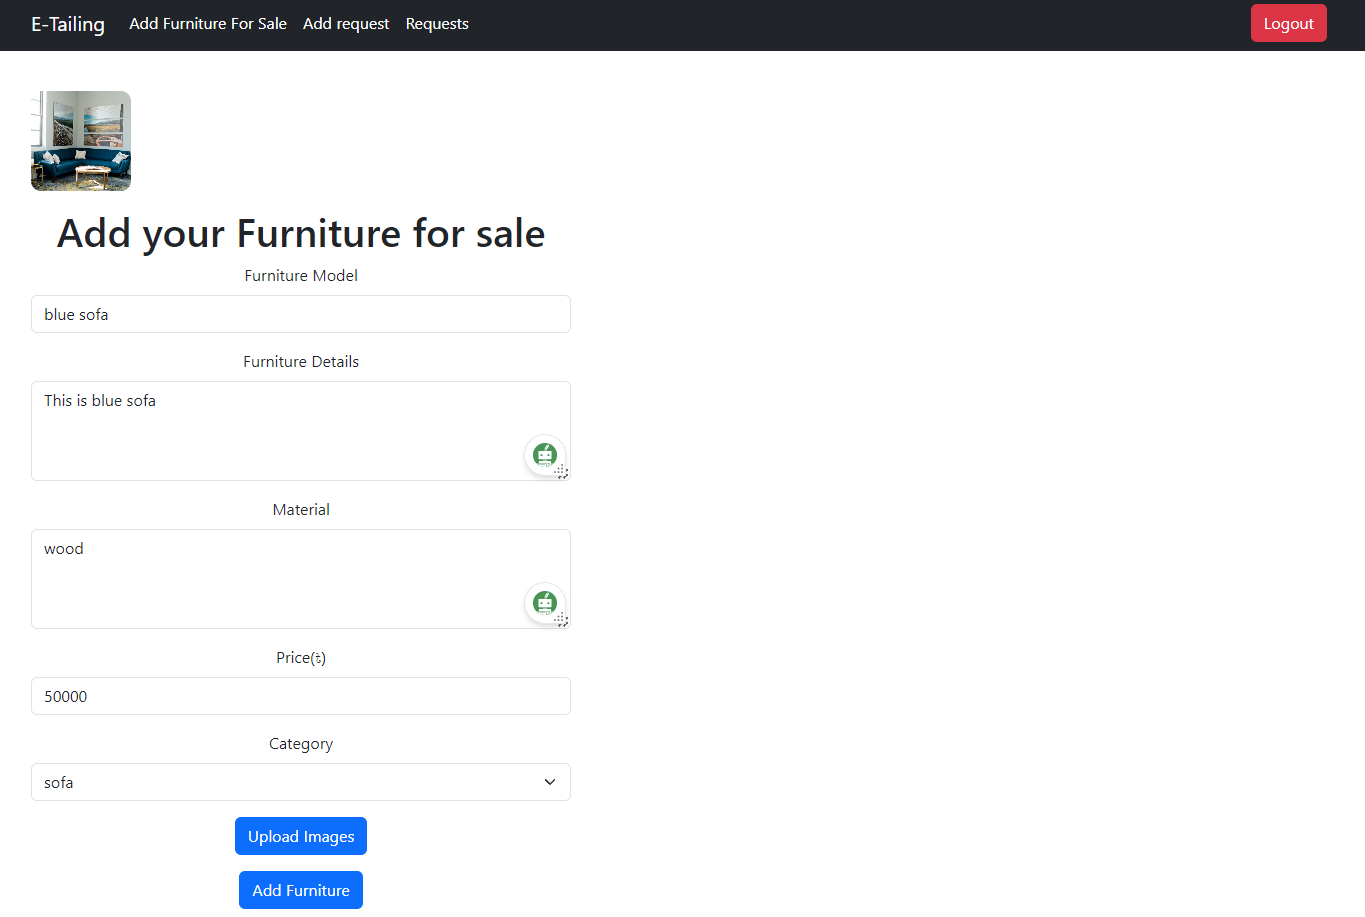 E-Tailing Add Furniture For Sale Add request Requests Logout
Add your Furniture for sale
Furniture Model
blue sofa
Furniture Details
This is blue sofa
Material
wood
Price(৳)
50000
Category
sofa
Upload Images
Add Furniture